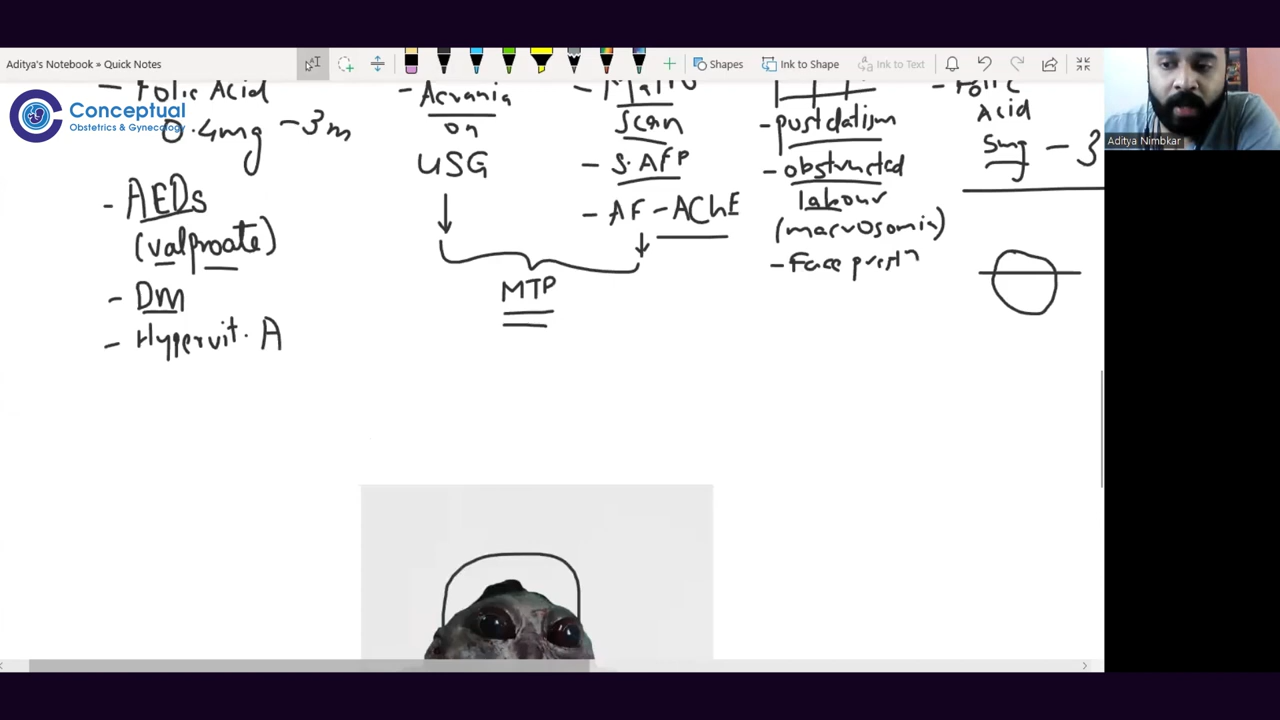 Aditya's Notebook » Quick Notes
Shapes
Ink to Shape
Ink to Text
Conceptual
Obstetrics & Gynecology
Aditya Nimbkar
- Folic Acid
0.4mg - 3m
- AEDs
(valproate)
- Dm
- Hypervit. A
- Acrania
on
USG
MTP
scan
- S.AFP
- AF - AChE
- postdatism
- obstructed
labour
(macrosomia)
- Face prestn
- Folic
Acid
5mg - 3